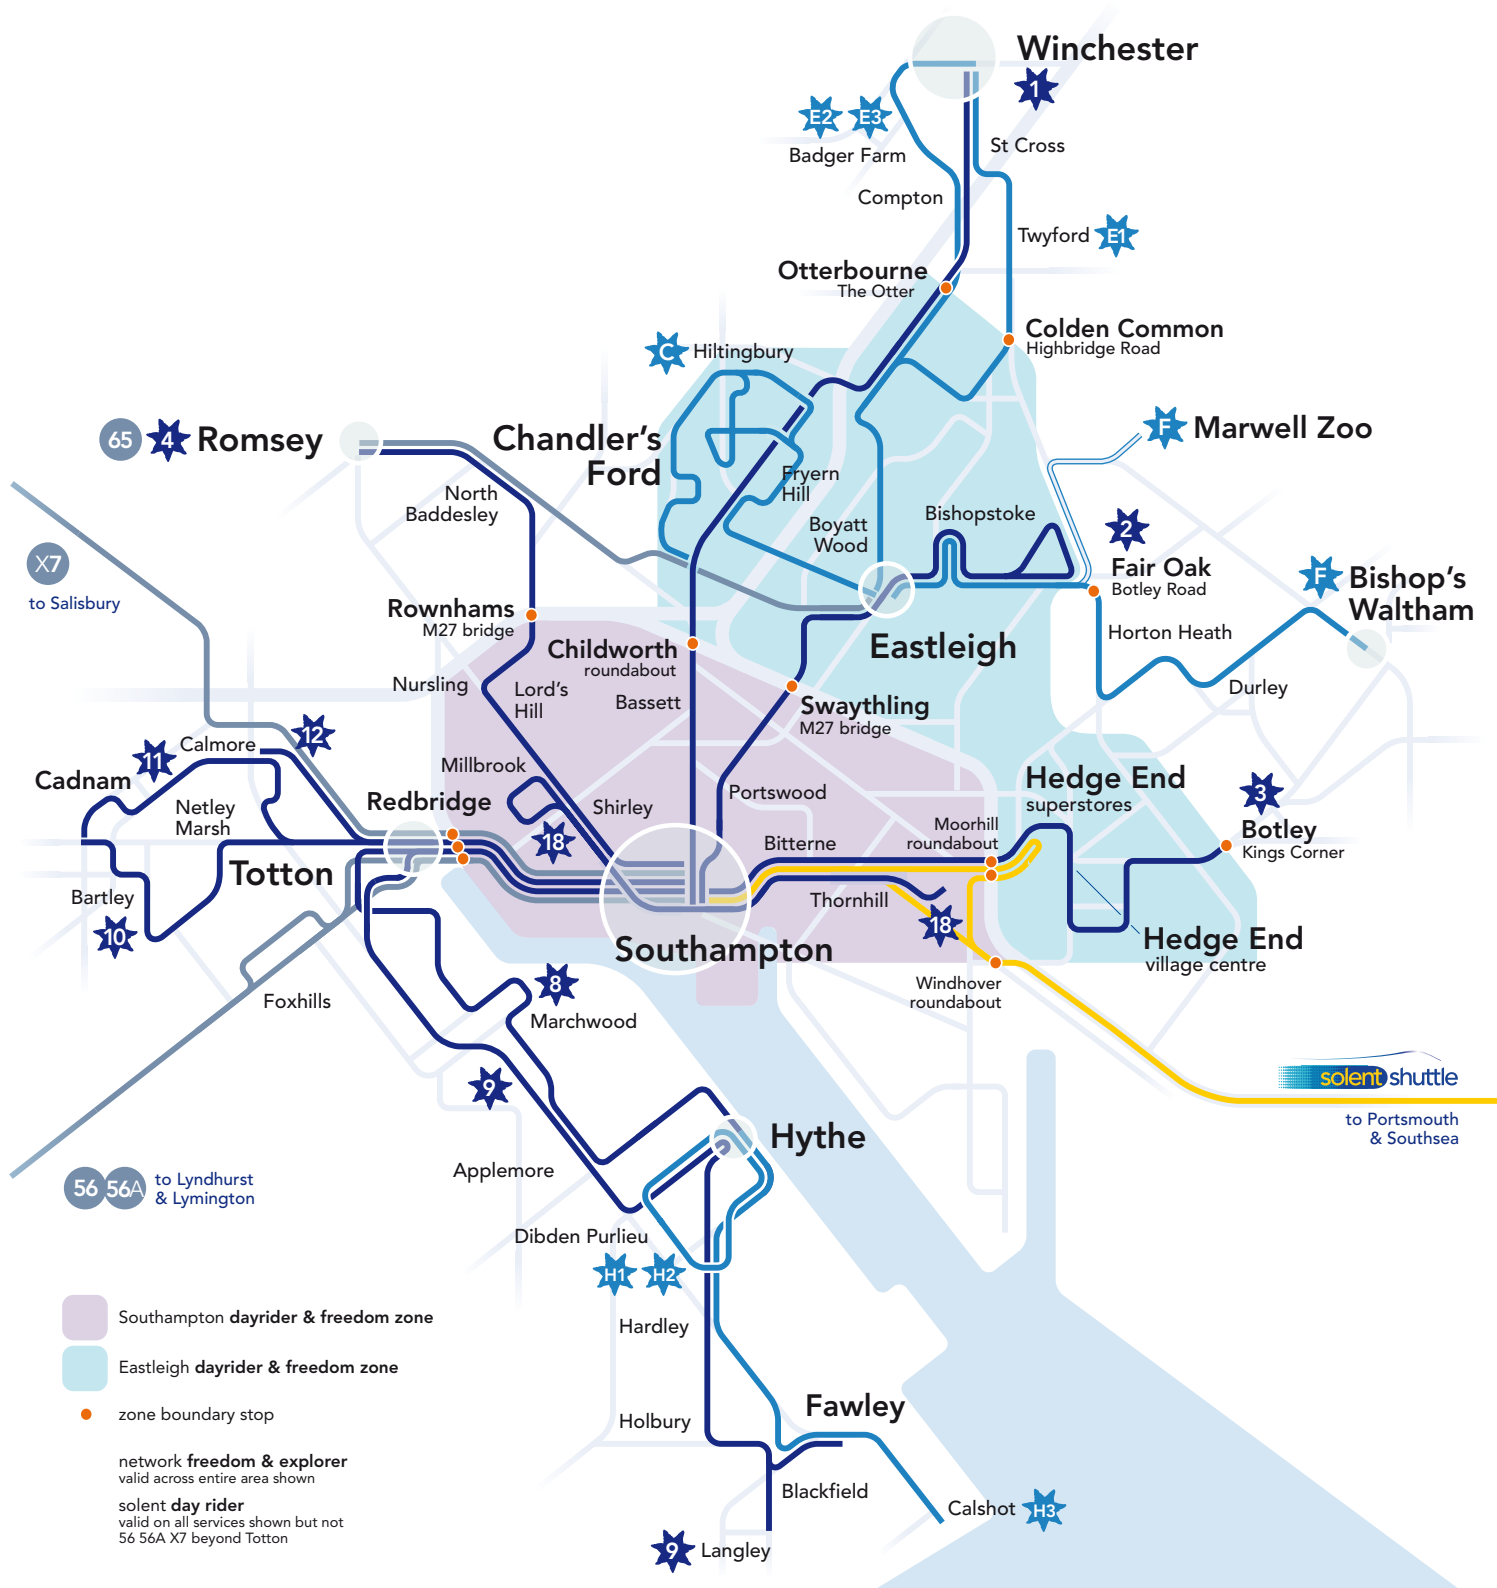 Winchester
1
E2 E3
Badger Farm
St Cross
Compton
Twyford E1
Otterbourne
The Otter
Colden Common
Highbridge Road
C Hiltingbury
65 4 Romsey
Chandler's
Ford
F Marwell Zoo
North
Baddesley
Fryern
Hill
Boyatt
Wood
Bishopstoke
2
Fair Oak
Botley Road
F Bishop's
Waltham
X7
to Salisbury
Rownhams
M27 bridge
Childworth
roundabout
Eastleigh
Horton Heath
Durley
Nursling
Lord's
Hill
Bassett
Swaythling
M27 bridge
12
11
Calmore
Cadnam
Millbrook
Netley
Marsh
Redbridge
Shirley
Portswood
Hedge End
superstores
3
Botley
Kings Corner
Moorhill
roundabout
18
Bitterne
Totton
Bartley
10
Thornhill
18
Southampton
Hedge End
village centre
Windhover
roundabout
Foxhills
8
Marchwood
9
solent shuttle
to Portsmouth
& Southsea
Hythe
Applemore
56 56A
to Lyndhurst
& Lymington
Dibden Purlieu
H1 H2
Southampton dayrider & freedom zone
Hardley
Eastleigh dayrider & freedom zone
zone boundary stop
Fawley
Holbury
network freedom & explorer
valid across entire area shown
solent day rider
valid on all services shown but not
56 56A X7 beyond Totton
Blackfield
Calshot H3
9 Langley